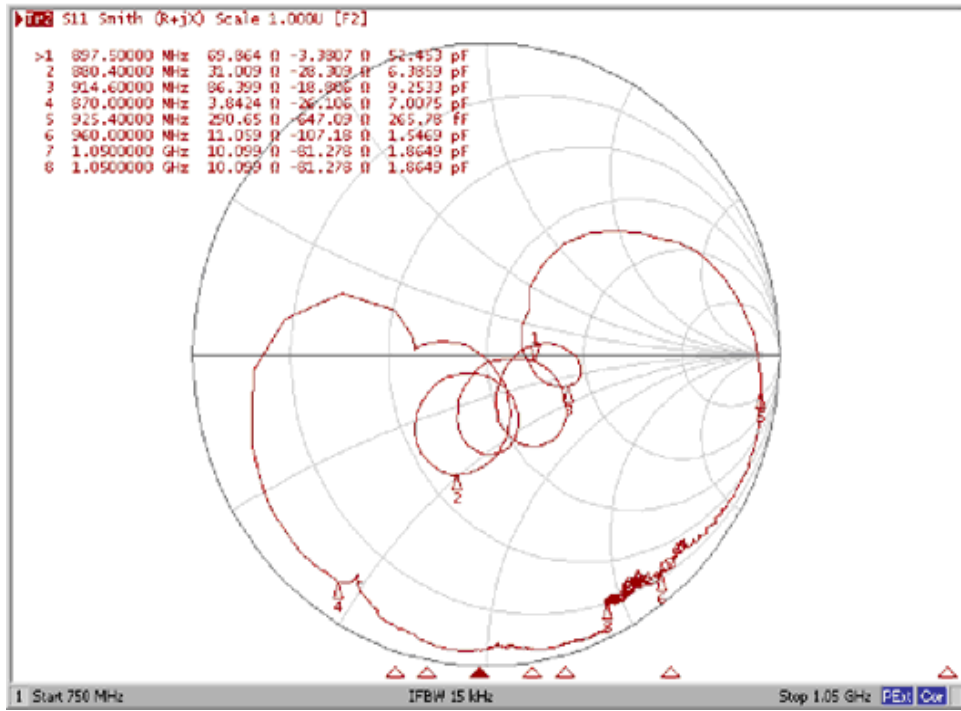 Tr2 S11 Smith (R+jX) Scale 1.000U [F2]
>1 897.50000 MHz 69.864 Ω -3.3807 Ω 52.453 pF
2 880.40000 MHz 31.009 Ω -28.309 Ω 6.3859 pF
3 914.60000 MHz 86.399 Ω -18.806 Ω 9.2533 pF
4 870.00000 MHz 3.8424 Ω -26.106 Ω 7.0075 pF
5 925.40000 MHz 290.65 Ω -647.09 Ω 265.78 fF
6 960.00000 MHz 11.059 Ω -107.18 Ω 1.5469 pF
7 1.0500000 GHz 10.099 Ω -81.278 Ω 1.8649 pF
8 1.0500000 GHz 10.099 Ω -81.278 Ω 1.8649 pF
1
2
4
1 Start 750 MHz IFBW 15 kHz Stop 1.05 GHz PExt Cor